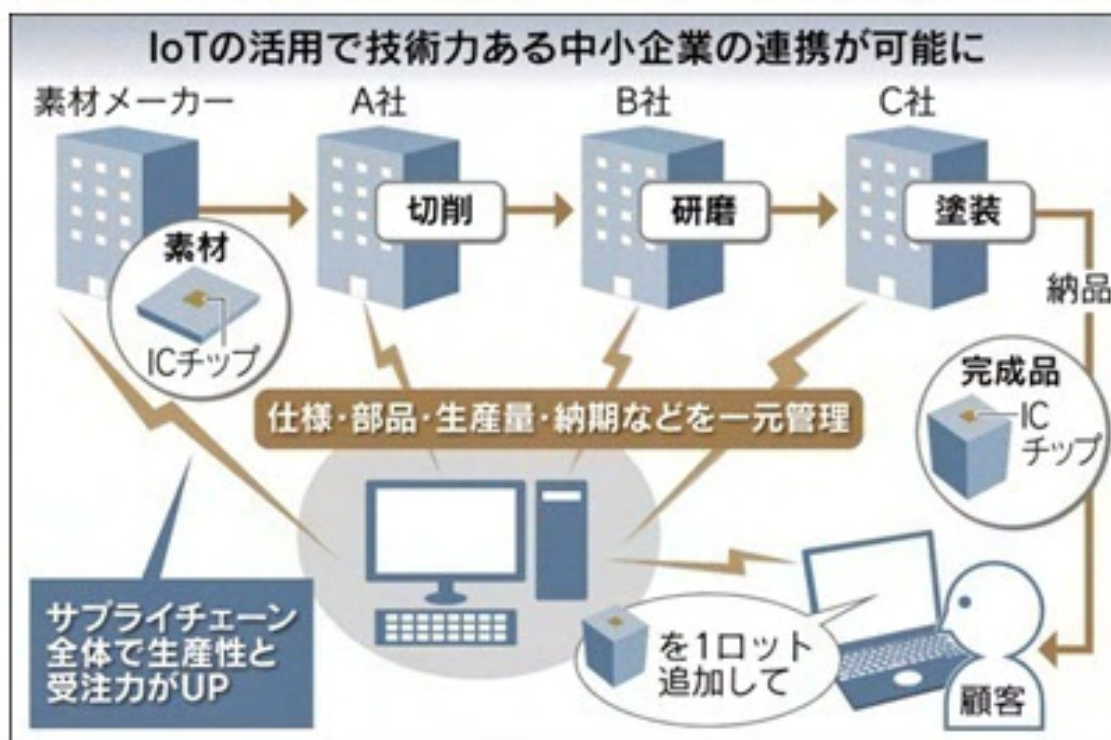 IoTの活用で技術力ある中小企業の連携が可能に
素材メーカー
A社
B社
C社
切削
研磨
塗装
素材
ICチップ
納品
完成品
IC
チップ
仕様・部品・生産量・納期などを一元管理
サプライチェーン
全体で生産性と
受注力がUP
を1ロット
追加して
顧客